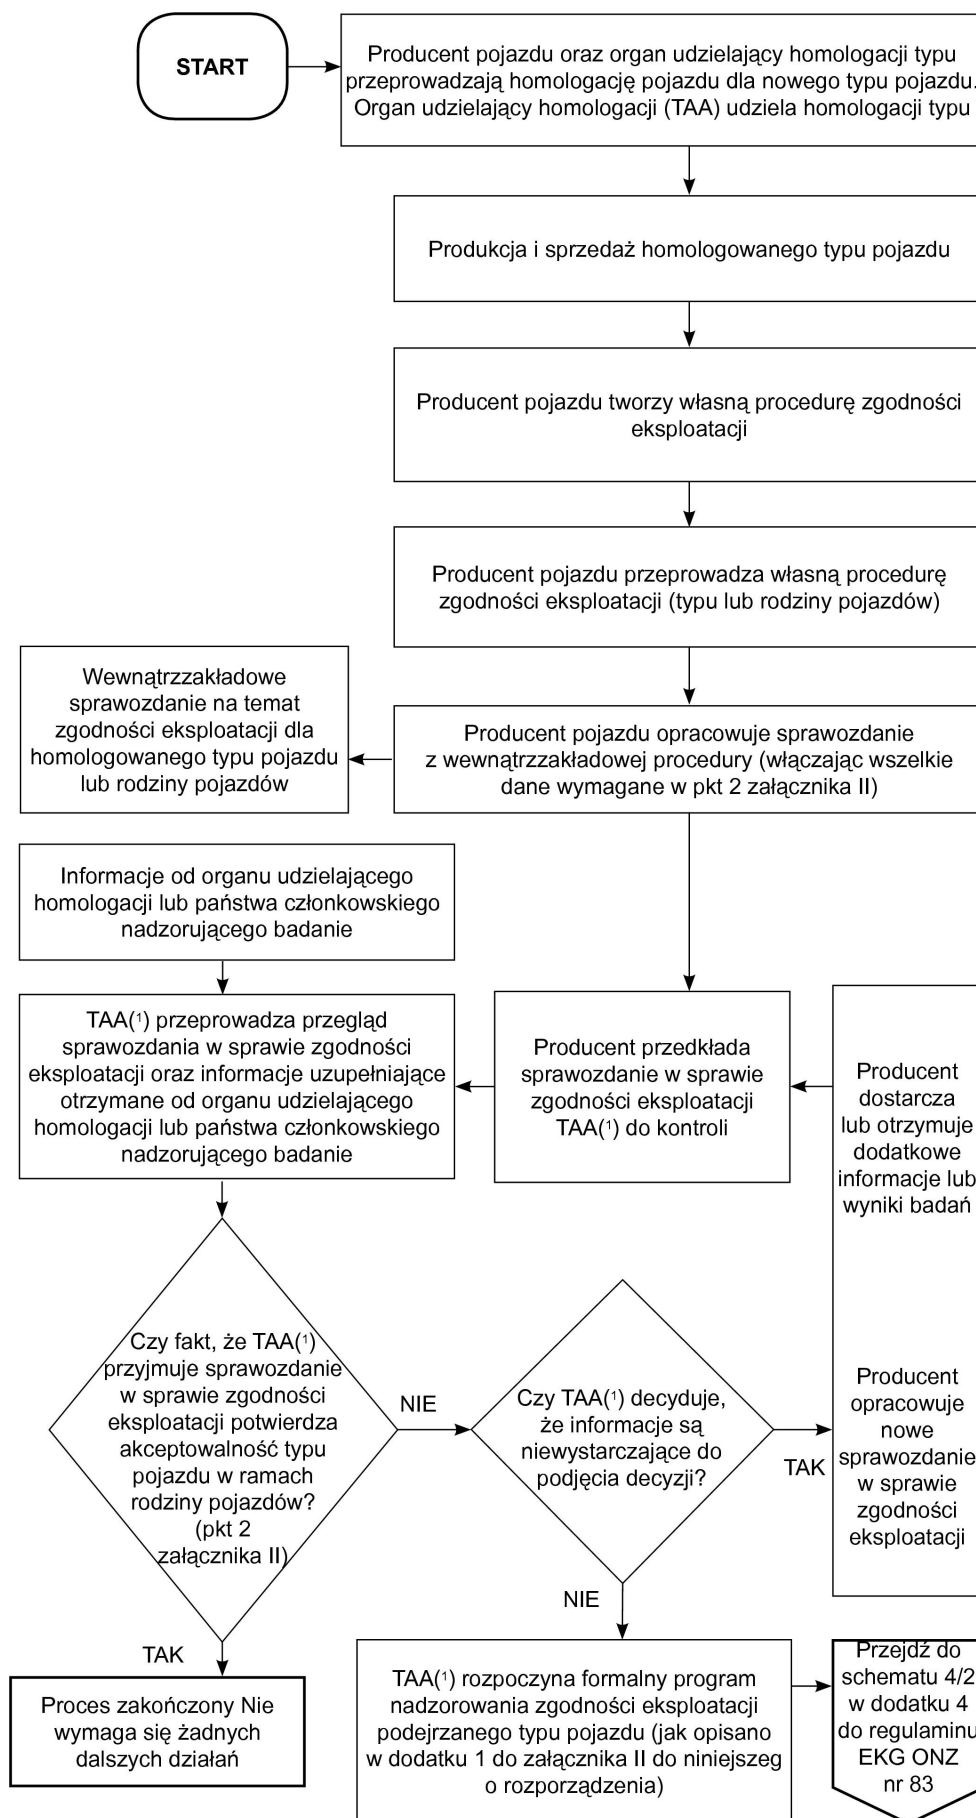 START
Producent pojazdu oraz organ udzielający homologacji typu
przeprowadzają homologację pojazdu dla nowego typu pojazdu.
Organ udzielający homologacji (TAA) udziela homologacji typu
Produkcja i sprzedaż homologowanego typu pojazdu
Producent pojazdu tworzy własną procedurę zgodności
eksploatacji
Producent pojazdu przeprowadza własną procedurę
zgodności eksploatacji (typu lub rodziny pojazdów)
Wewnątrzzakładowe
sprawozdanie na temat
zgodności eksploatacji dla
homologowanego typu pojazdu
lub rodziny pojazdów
Producent pojazdu opracowuje sprawozdanie
z wewnątrzzakładowej procedury (włączając wszelkie
dane wymagane w pkt 2 załącznika II)
Informacje od organu udzielającego
homologacji lub państwa członkowskiego
nadzorującego badanie
TAA(¹) przeprowadza przegląd
sprawozdania w sprawie zgodności
eksploatacji oraz informacje uzupełniające
otrzymane od organu udzielającego
homologacji lub państwa członkowskiego
nadzorującego badanie
Producent przedkłada
sprawozdanie w sprawie
zgodności eksploatacji
TAA(¹) do kontroli
Producent
dostarcza
lub otrzymuje
dodatkowe
informacje lub
wyniki badań
Producent
opracowuje
nowe
sprawozdanie
w sprawie
zgodności
eksploatacji
Czy fakt, że TAA(¹)
przyjmuje sprawozdanie
w sprawie zgodności
eksploatacji potwierdza
akceptowalność typu
pojazdu w ramach
rodziny pojazdów?
(pkt 2
załącznika II)
NIE
Czy TAA(¹) decyduje,
że informacje są
niewystarczające do
podjęcia decyzji?
TAK
NIE
TAK
Proces zakończony Nie
wymaga się żadnych
dalszych działań
TAA(¹) rozpoczyna formalny program
nadzorowania zgodności eksploatacji
podejrzanego typu pojazdu (jak opisano
w dodatku 1 do załącznika II do niniejszeg
o rozporządzenia)
Przejdź do
schematu 4/2
w dodatku 4
do regulaminu
EKG ONZ
nr 83